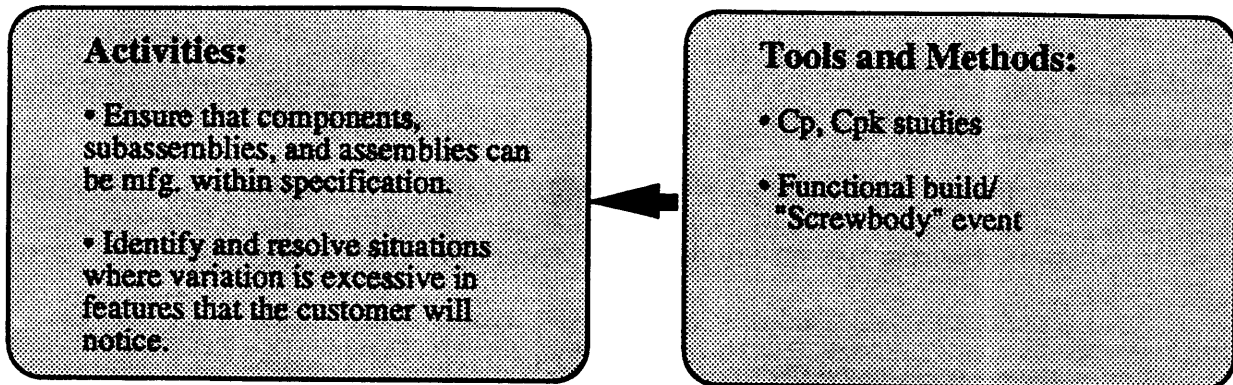 Activities:
• Ensure that components,
subassemblies, and assemblies can
be mfg. within specification.
• Identify and resolve situations
where variation is excessive in
features that the customer will
notice.
Tools and Methods:
• Cp, Cpk studies
• Functional build/
"Screwbody" event